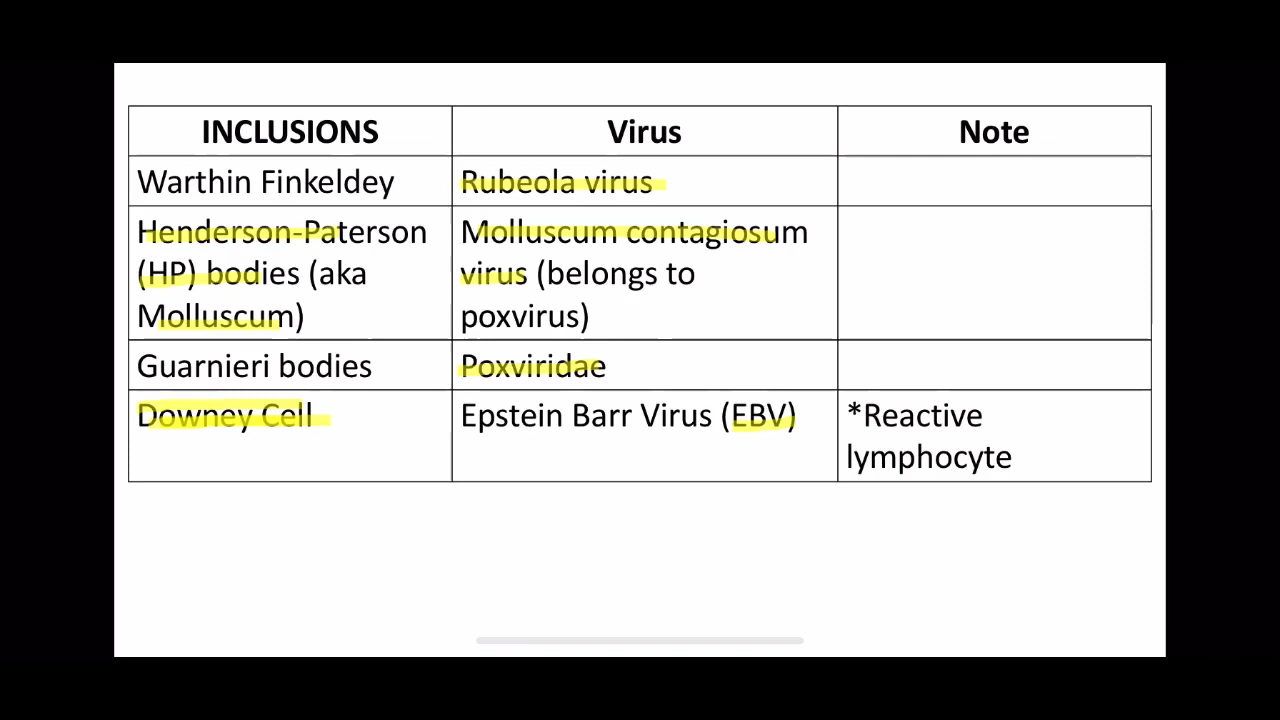 INCLUSIONS Virus Note
Warthin Finkeldey Rubeola virus
Henderson-Paterson Molluscum contagiosum
(HP) bodies (aka virus (belongs to
Molluscum) poxvirus)
Guarnieri bodies Poxviridae
Downey Cell Epstein Barr Virus (EBV) *Reactive
lymphocyte